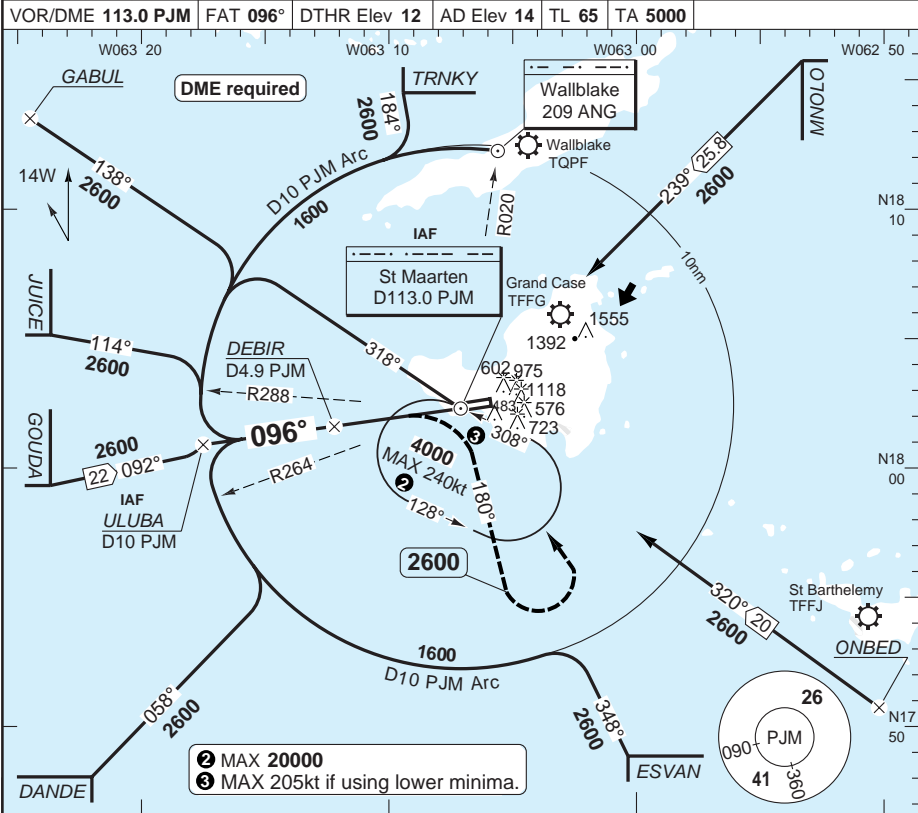 VOR/DME 113.0 PJM FAT 096° DTHR Elev 12 AD Elev 14 TL 65 TA 5000
W063 20
W063 10
W063 00
W062 50
GABUL
DME required
TRNKY
184°
2600
Wallblake
209 ANG
Wallblake
TQPF
MNOLO
239° 25.8
2600
138°
2600
14W
D10 PJM Arc
1600
R020
N18
10
10nm
IAF
St Maarten
D113.0 PJM
Grand Case
TFFG
1555
1392
JUICE
114°
2600
318°
DEBIR
D4.9 PJM
602
975
1118
483
576
723
R288
096°
3
308°
GOUDA
2600
22 092°
R264
4000
MAX 240kt
2
128°
180°
N18
00
IAF
ULUBA
D10 PJM
2600
320° 20
2600
St Barthelemy
TFFJ
ONBED
1600
D10 PJM Arc
058°
2600
348°
2600
N17
50
26
PJM
090
360
41
2 MAX 20000
3 MAX 205kt if using lower minima.
DANDE
ESVAN